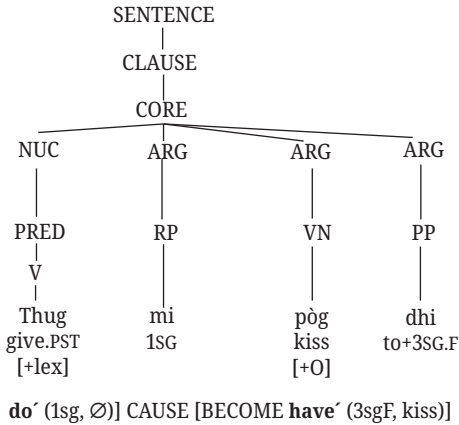 SENTENCE
CLAUSE
CORE
NUC ARG ARG ARG
PRED RP VN PP
V
Thug mi pòg dhi
give.PST 1SG kiss to+3SG.F
[+lex] [+O]
do´ (1sg, ∅)] CAUSE [BECOME have´ (3sgF, kiss)]